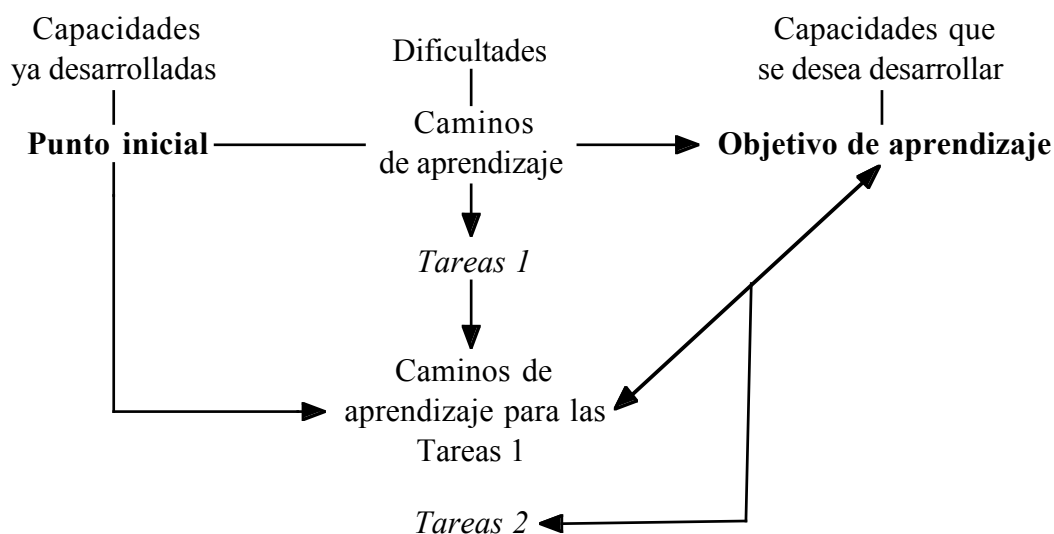 Capacidades
ya desarrolladas
Dificultades
Capacidades que
se desea desarrollar
Punto inicial
Caminos
de aprendizaje
Objetivo de aprendizaje
Tareas 1
Caminos de
aprendizaje para las
Tareas 1
Tareas 2